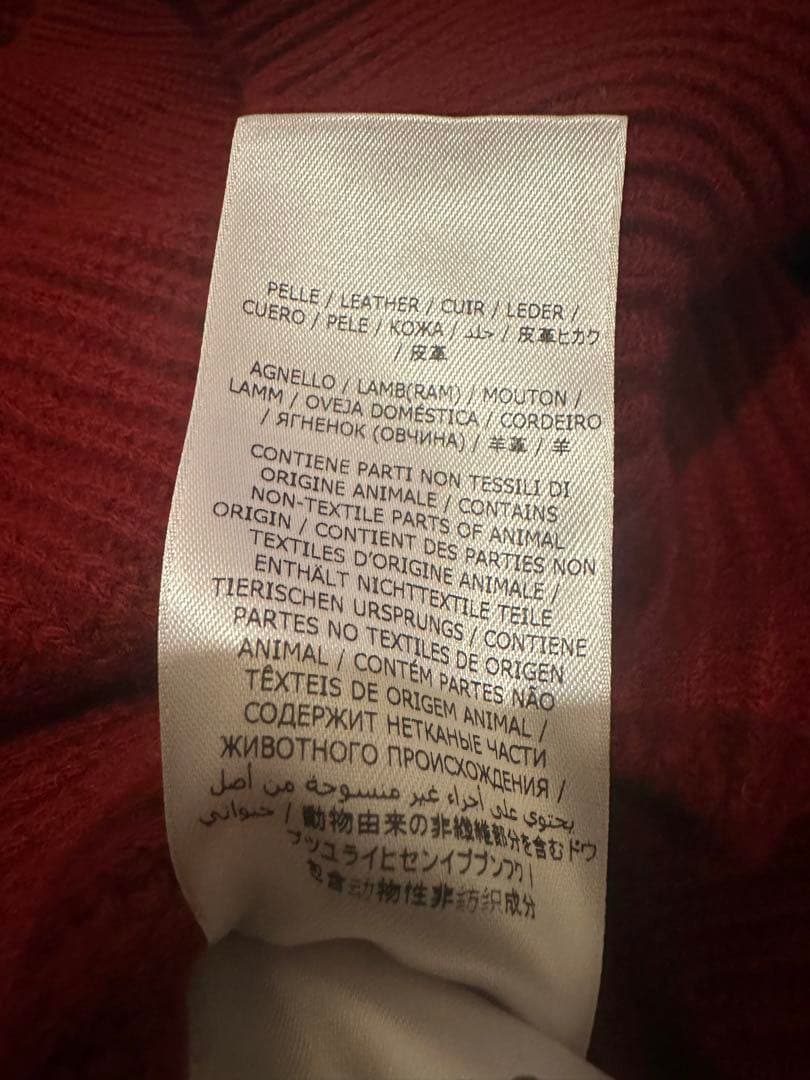 PELLE / LEATHER / CUIR / LEDER /
CUERO / PELE / КОЖА / جلد / 皮革ヒカク
/ 皮革
AGNELLO / LAMB(RAM) / MOUTON /
LAMM / OVEJA DOMÉSTICA / CORDEIRO
/ ЯГНЕНОК (ОВЧИНА) / 羊革 / 羊
CONTIENE PARTI NON TESSILI DI
ORIGINE ANIMALE / CONTAINS
NON-TEXTILE PARTS OF ANIMAL
ORIGIN / CONTIENT DES PARTIES NON
TEXTILES D'ORIGINE ANIMALE /
ENTHÄLT NICHTTEXTILE TEILE
TIERISCHEN URSPRUNGS / CONTIENE
PARTES NO TEXTILES DE ORIGEN
ANIMAL / CONTÉM PARTES NÃO
TÊXTEIS DE ORIGEM ANIMAL /
СОДЕРЖИТ НЕТКАНЫЕ ЧАСТИ
ЖИВОТНОГО ПРОИСХОЖДЕНИЯ /
يحتوي على أجزاء غير منسوجة من أصل
حيواني / 動物由来の非繊維部分を含むドウ
ブツユライヒセンイブブンフク /
包含动物性非纺织成分